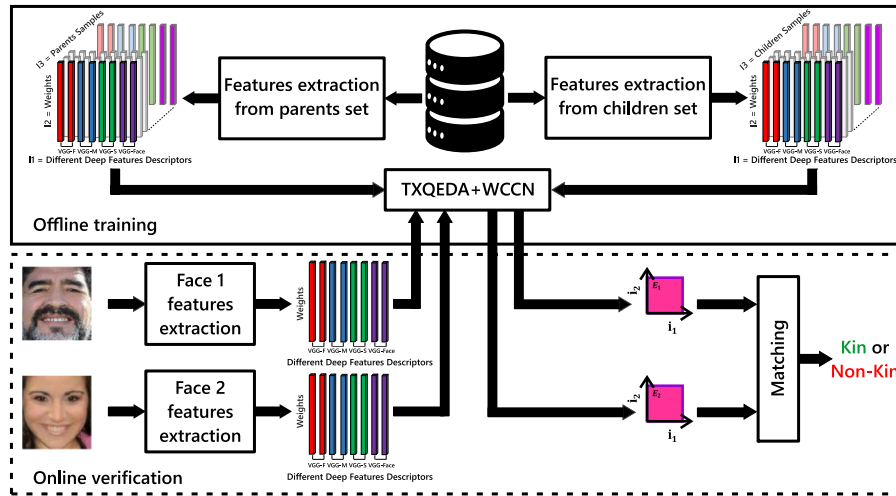 I3 = Parents Samples
I2 = Weights
VGG-F VGG-M VGG-S VGG-Face
I1 = Different Deep Features Descriptors
Features extraction
from parents set
Features extraction
from children set
I3 = Children Samples
I2 = Weights
VGG-F VGG-M VGG-S VGG-Face
I1 = Different Deep Features Descriptors
TXQEDA+WCCN
Offline training
Face 1
features
extraction
Weights
VGG-F VGG-M VGG-S VGG-Face
Different Deep Features Descriptors
i₂
E₁
i₁
Face 2
features
extraction
Weights
VGG-F VGG-M VGG-S VGG-Face
Different Deep Features Descriptors
i₂
E₂
i₁
Matching
Kin or
Non-Kin
Online verification